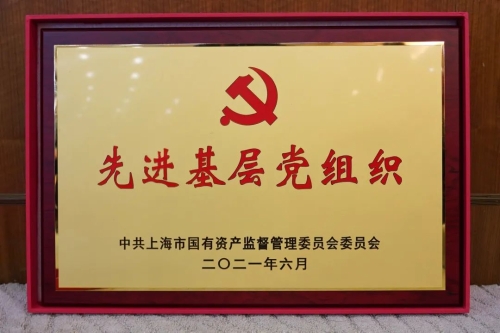 先进基层党组织
中共上海市国有资产监督管理委员会委员会
二〇二一年六月